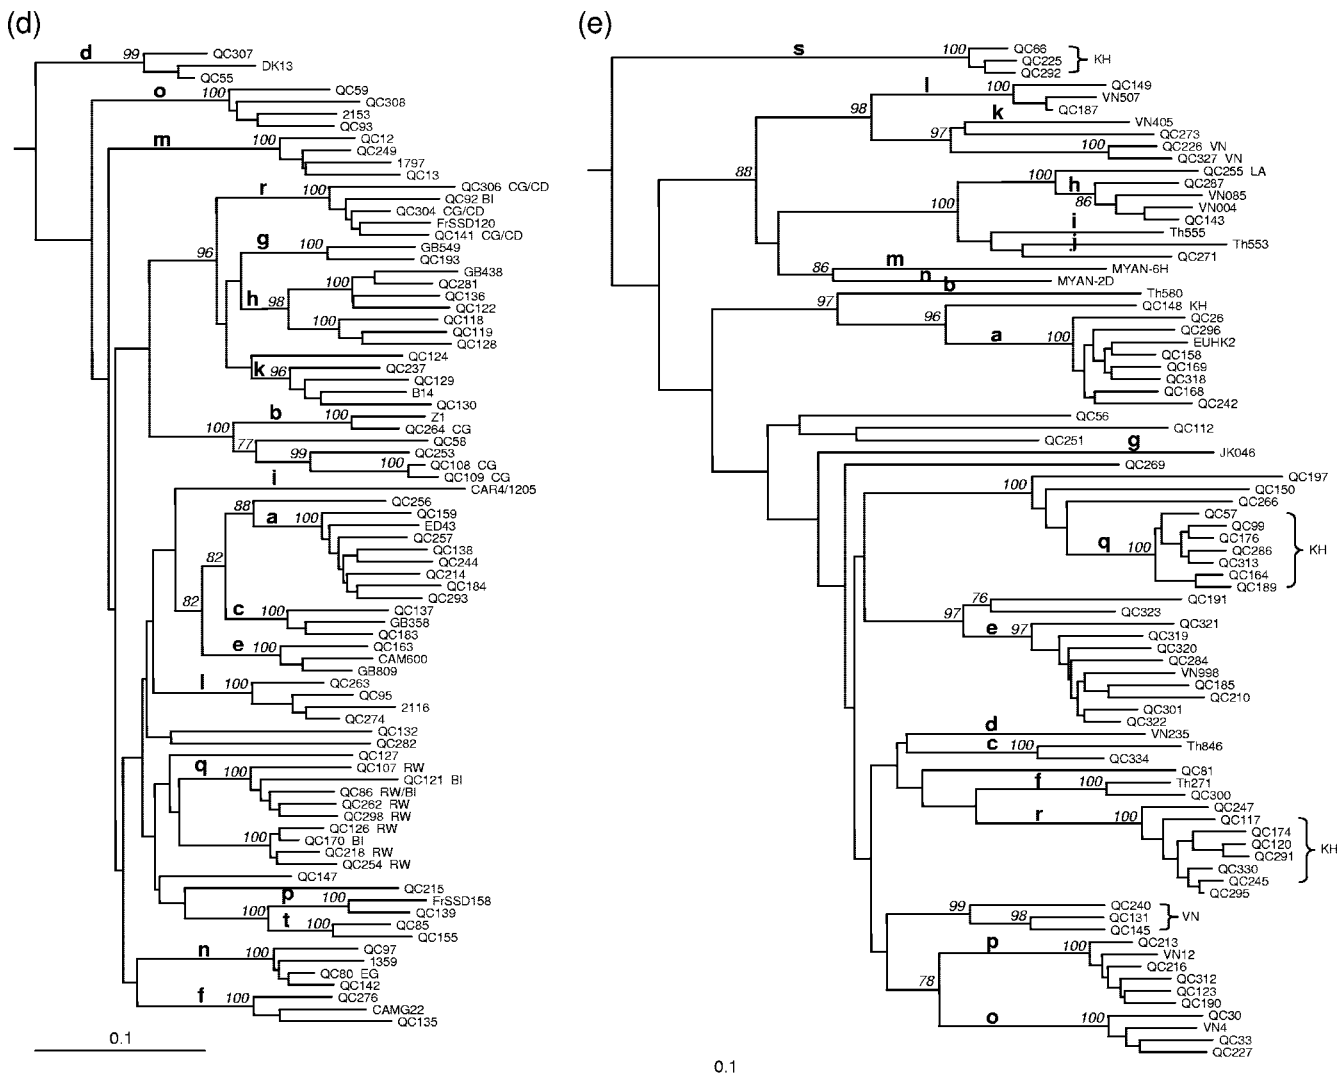 (d)
d 99 QC307
DK13
QC55
o 100 QC59
QC308
2153
QC93
m 100 QC12
QC249
1797
QC13
r 100 QC306 CG/CD
QC92 BI
QC304 CG/CD
FrSSD120
QC141 CG/CD
96 g 100 GB549
QC193
GB438
100 QC281
QC136
h 98 QC122
100 QC118
QC119
QC128
QC124
k 96 QC237
QC129
B14
QC130
b 100 Z1
100 QC264 CG
77 QC58
99 QC253
100 QC108 CG
QC109 CG
i CAR4/1205
88 QC256
a 100 QC159
ED43
QC257
QC138
82 QC244
QC214
QC184
QC293
82 c 100 QC137
GB358
QC183
e 100 QC163
CAM600
GB809
l 100 QC263
QC95
2116
QC274
QC132
QC282
QC127
q 100 QC107 RW
QC121 BI
QC86 RW/BI
QC262 RW
QC298 RW
QC126 RW
100 QC170 BI
QC218 RW
QC254 RW
QC147
QC215
p 100 FrSSD158
100 QC139
t 100 QC85
QC155
n 100 QC97
1359
QC80 EG
QC142
f 100 QC276
CAMG22
QC135
0.1
(e)
s 100 QC66
QC225 KH
QC292
l 100 QC149
VN507
98 QC187
k VN405
97 QC273
100 QC226 VN
QC327 VN
88 100 QC255 LA
h QC287
86 VN085
VN004
100 QC143
i Th555
j Th553
QC271
86 m MYAN-6H
n MYAN-2D
97 b Th580
96 QC148 KH
QC26
a 100 QC296
EUHK2
QC158
QC169
QC318
QC168
QC242
QC56
QC112
QC251
g JK046
QC269
100 QC197
QC150
QC266
QC57
QC99
q 100 QC176
QC286 KH
QC313
QC164
QC189
76 QC191
97 QC323
e 97 QC321
QC319
QC320
QC284
VN998
QC185
QC210
QC301
QC322
d VN235
c 100 Th846
QC334
QC81
f 100 Th271
QC300
r 100 QC247
QC117
QC174
QC120
QC291 KH
QC330
QC245
QC295
99 QC240
98 QC131 VN
QC145
p 100 QC213
VN12
QC216
78 QC312
QC123
QC190
o 100 QC30
VN4
QC33
QC227
0.1